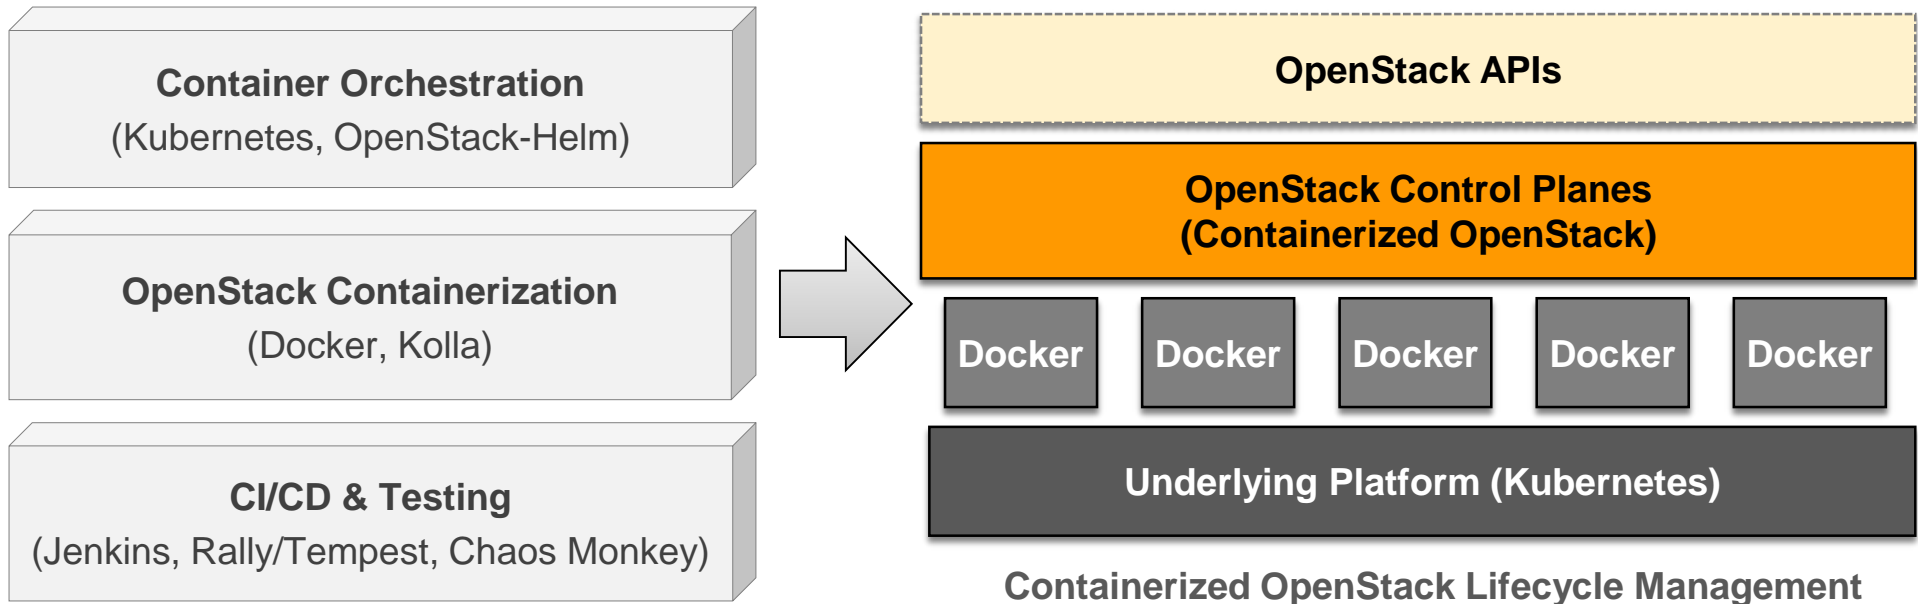 Container Orchestration
(Kubernetes, OpenStack-Helm)
OpenStack Containerization
(Docker, Kolla)
CI/CD & Testing
(Jenkins, Rally/Tempest, Chaos Monkey)
OpenStack APIs
OpenStack Control Planes
(Containerized OpenStack)
Docker Docker Docker Docker Docker
Underlying Platform (Kubernetes)
Containerized OpenStack Lifecycle Management